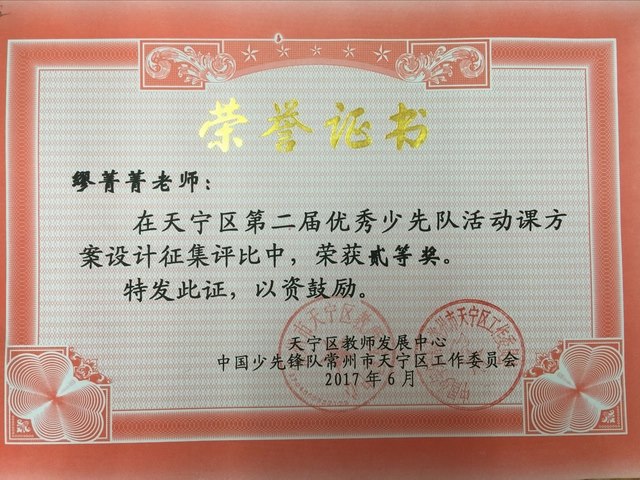 荣誉证书
缪菁菁老师：
在天宁区第二届优秀少先队活动课方
案设计征集评比中，荣获贰等奖。
特发此证，以资鼓励。
天宁区教师发展中心
中国少先锋队常州市天宁区工作委员会
2017年6月